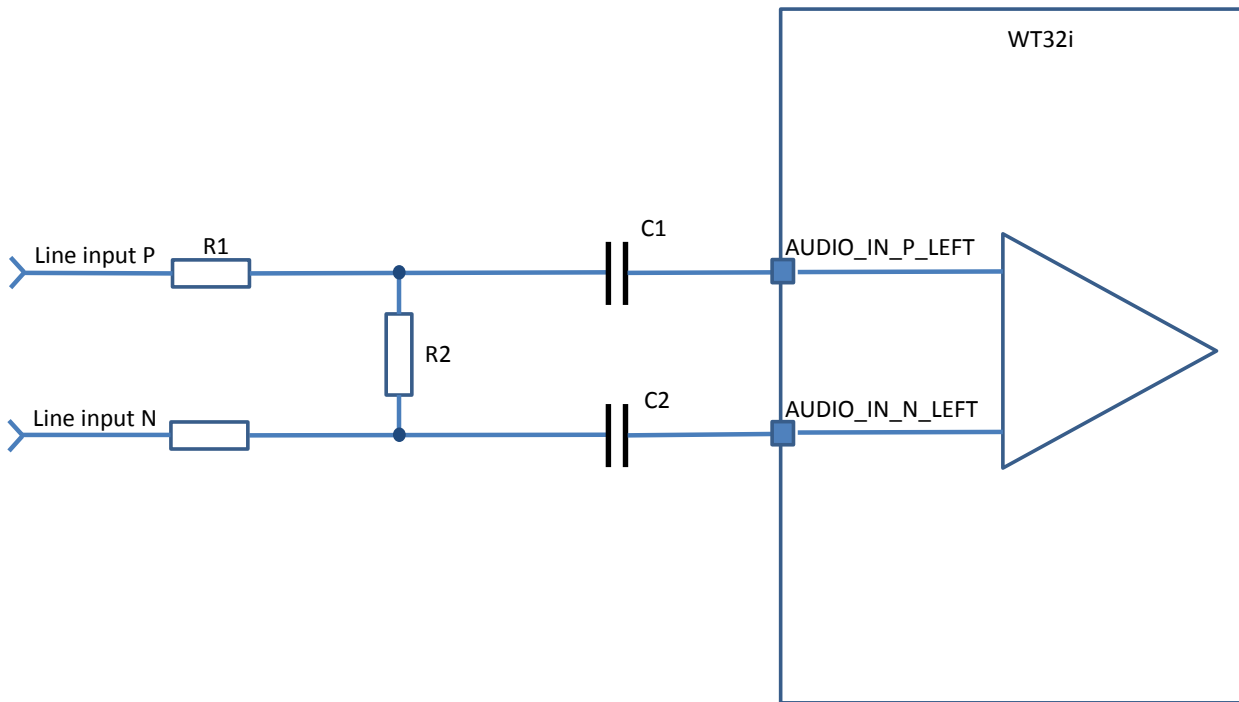 WT32i
C1
AUDIO_IN_P_LEFT
Line input P
R1
R2
C2
AUDIO_IN_N_LEFT
Line input N